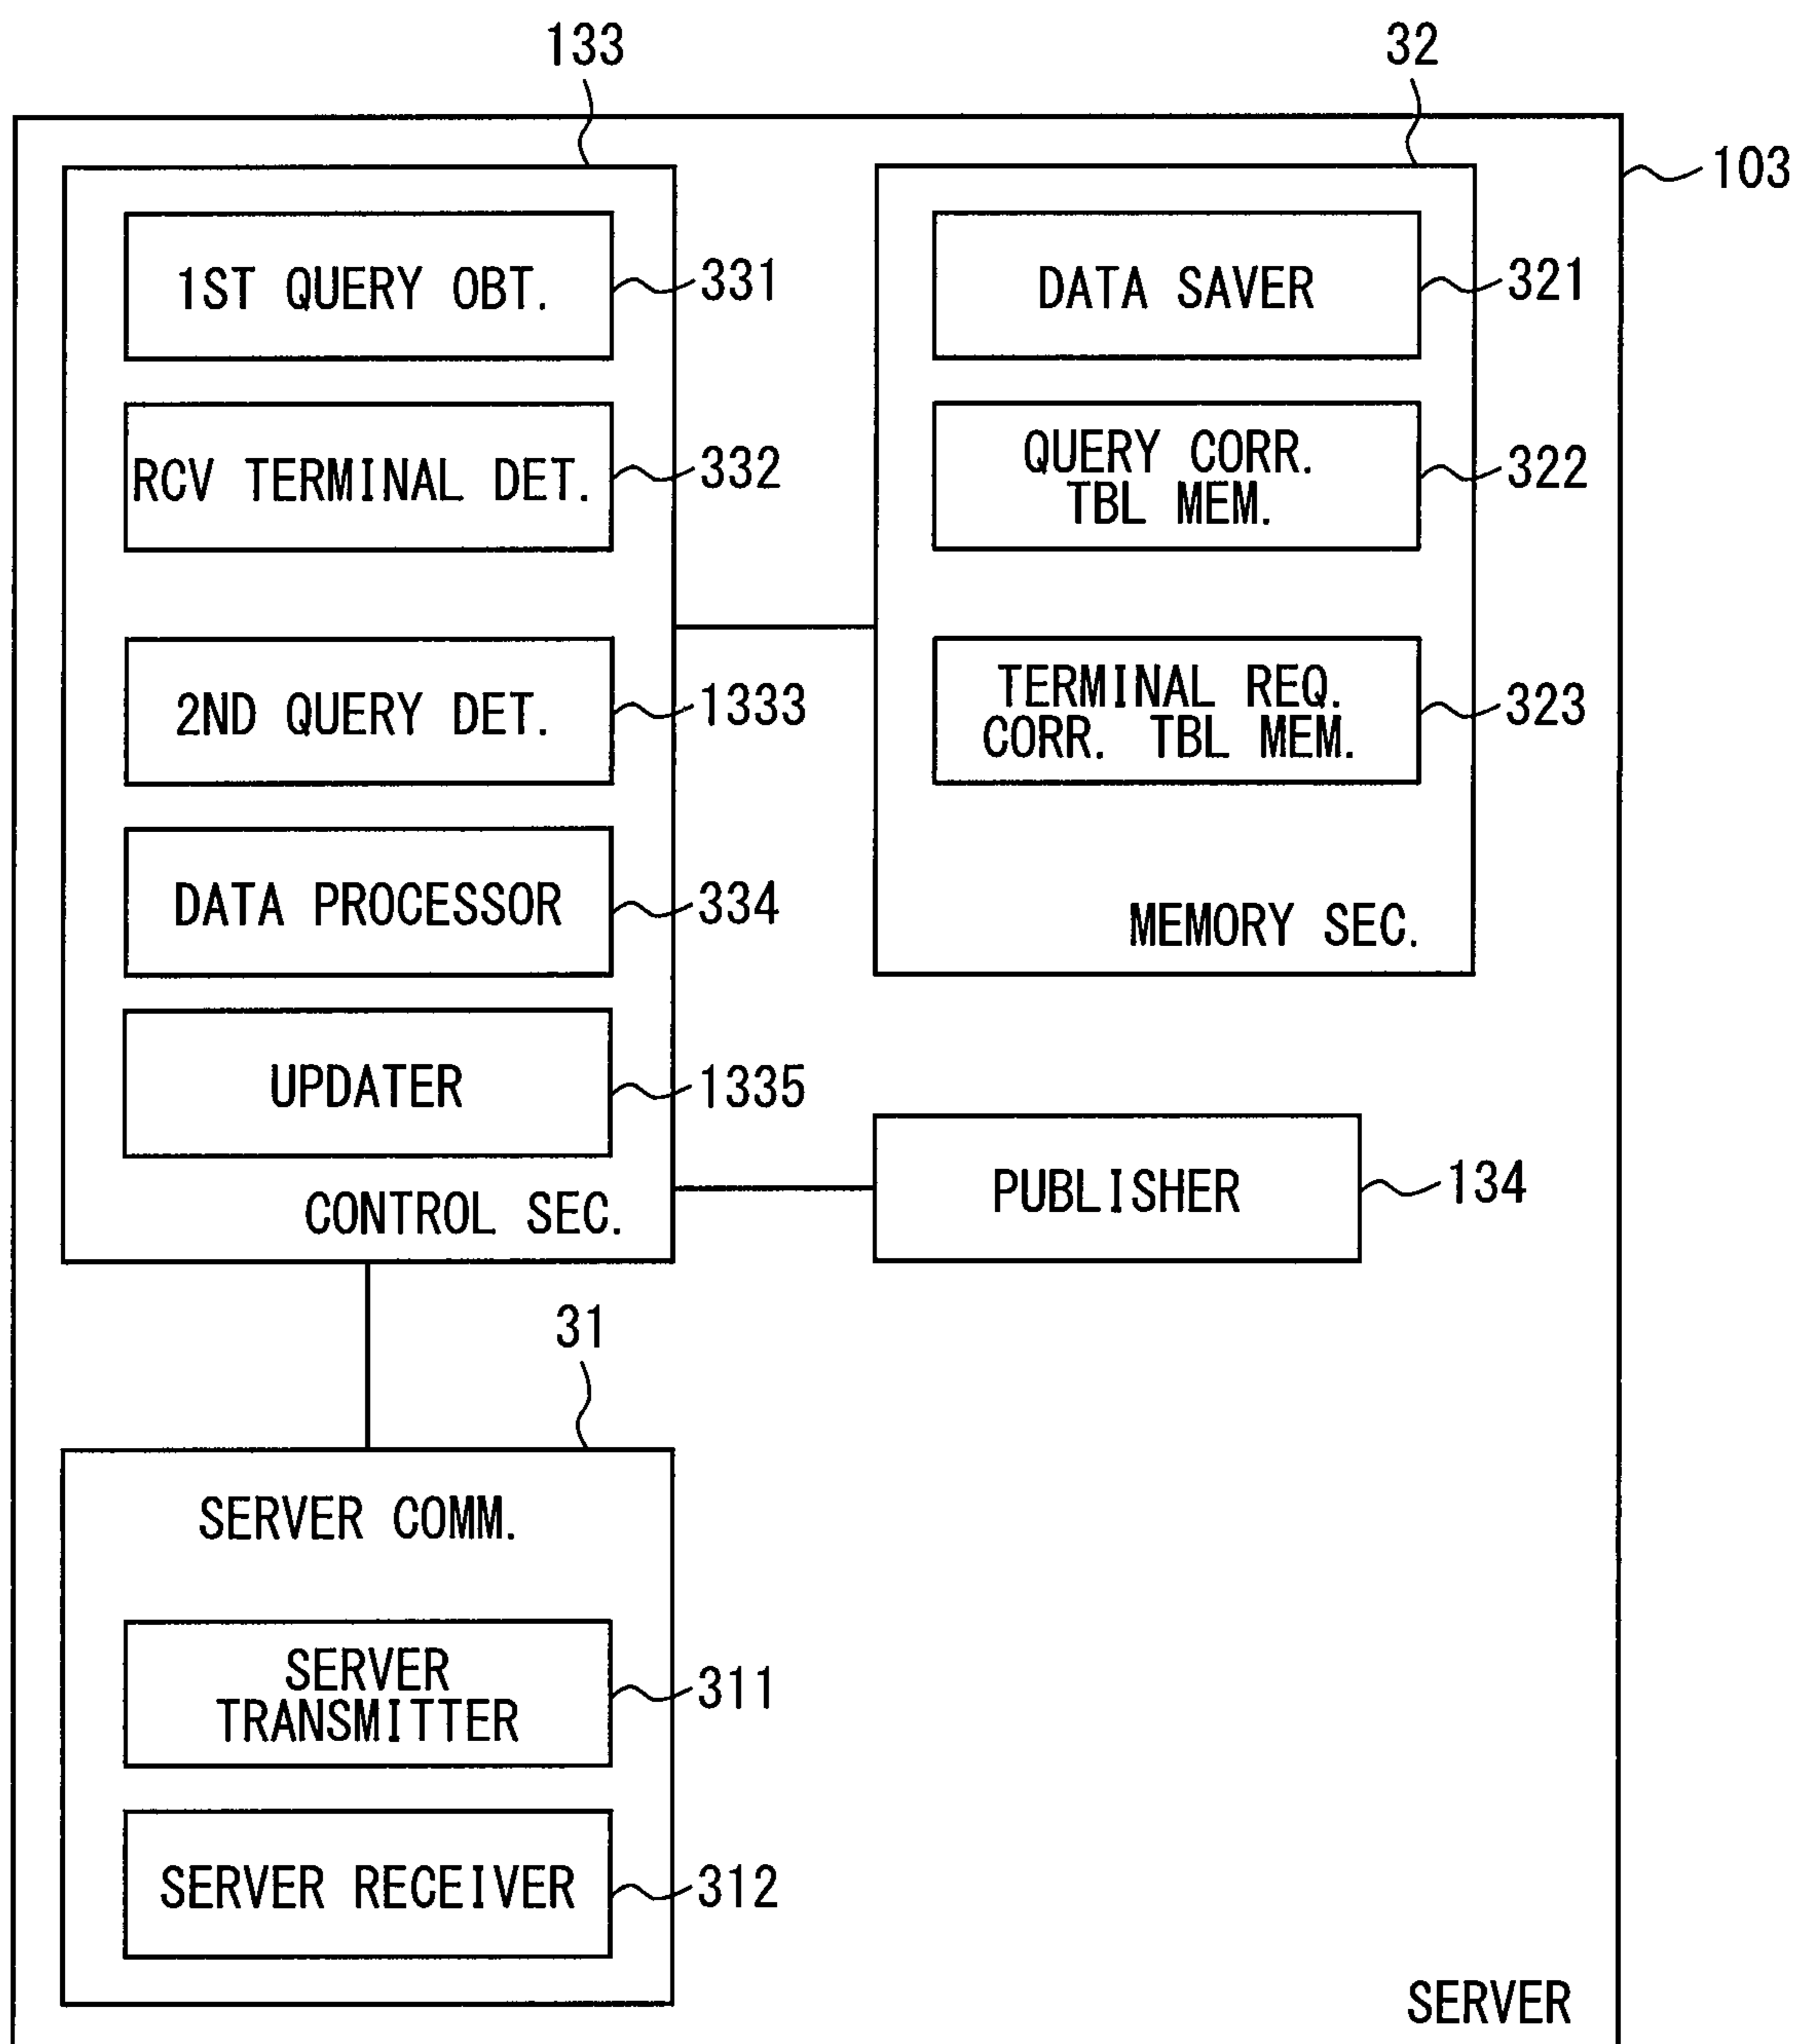 133
32
103
1ST QUERY OBT.
331
RCV TERMINAL DET.
332
2ND QUERY DET.
1333
DATA PROCESSOR
334
UPDATER
1335
CONTROL SEC.
DATA SAVER
321
QUERY CORR.
TBL MEM.
322
TERMINAL REQ.
CORR. TBL MEM.
323
MEMORY SEC.
PUBLISHER
134
31
SERVER COMM.
SERVER
TRANSMITTER
311
SERVER RECEIVER
312
SERVER